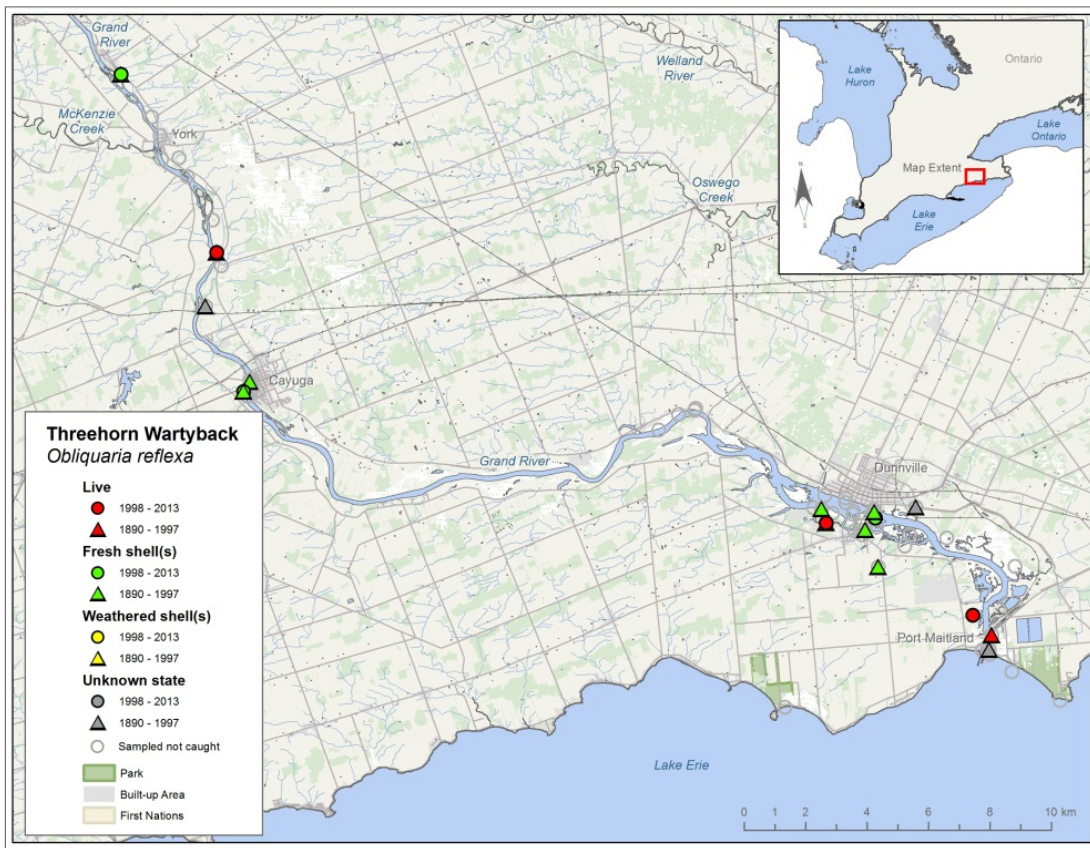 Grand
River
McKenzie
Creek
York
Welland
River
Oswego
Creek
Cayuga
Grand River
Dunnville
Port Maitland
Lake Erie
Ontario
Lake
Huron
Lake
Ontario
Map Extent
Lake
Erie
N
S
Threehorn Wartyback
Obliquaria reflexa
Live
1998 - 2013
1890 - 1997
Fresh shell(s)
1998 - 2013
1890 - 1997
Weathered shell(s)
1998 - 2013
1890 - 1997
Unknown state
1998 - 2013
1890 - 1997
Sampled not caught
Park
Built-up Area
First Nations
0 2 4 6 8 10 km